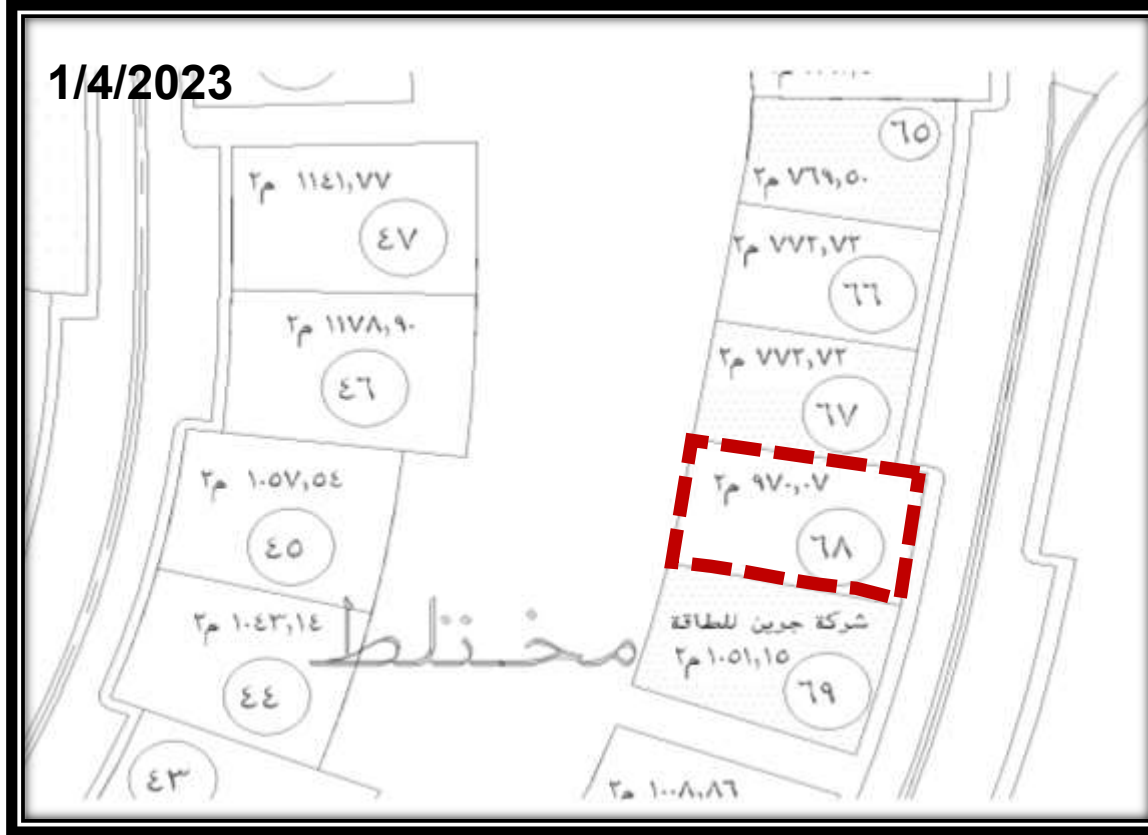 1/4/2023
٦٥
٧٦٩,٥٠ م٢
١١٤١,٧٧ م٢
٤٧
٧٧٢,٧٢ م٢
٦٦
١١٧٨,٩٠ م٢
٤٦
٧٧٢,٧٢ م٢
٦٧
١٠٥٧,٥٤ م٢
٤٥
٩٧٠,٠٧ م٢
٦٨
١٠٤٣,١٤ م٢
٤٤
مختلط
شركة جرين للطاقة
١٠٥١,١٥ م٢
٦٩
٤٣
١٠٠٨,٨٦ م٢